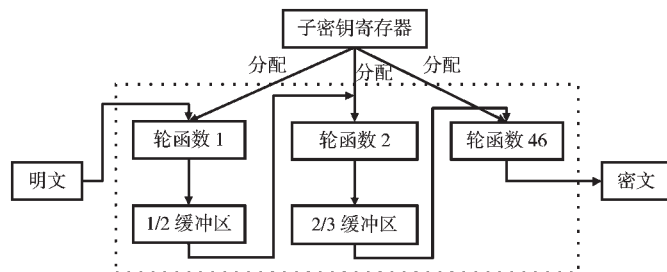 子密钥寄存器
分配
分配
分配
轮函数 1
轮函数 2
轮函数 46
明文
密文
1/2 缓冲区
2/3 缓冲区